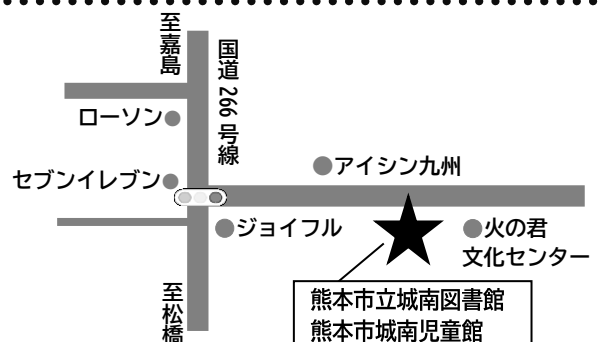 至嘉島
国道266号線
ローソン
アイシン九州
セブンイレブン
ジョイフル
火の君
文化センター
至松橋
熊本市立城南図書館
熊本市城南児童館